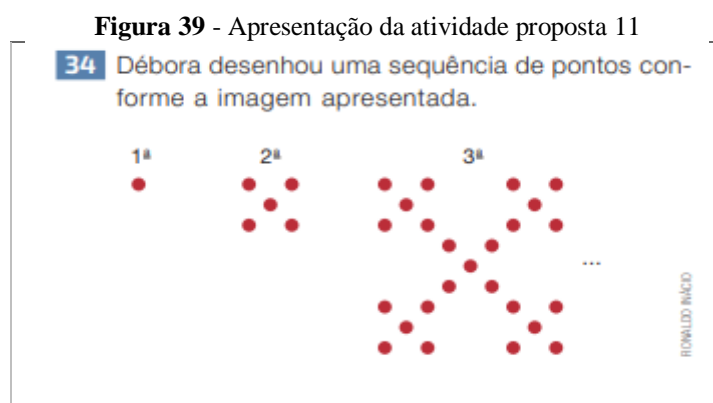 Figura 39 - Apresentação da atividade proposta 11
34 Débora desenhou uma sequência de pontos con-
forme a imagem apresentada.
1ª 2ª 3ª
...
RONALDO INÁCIO